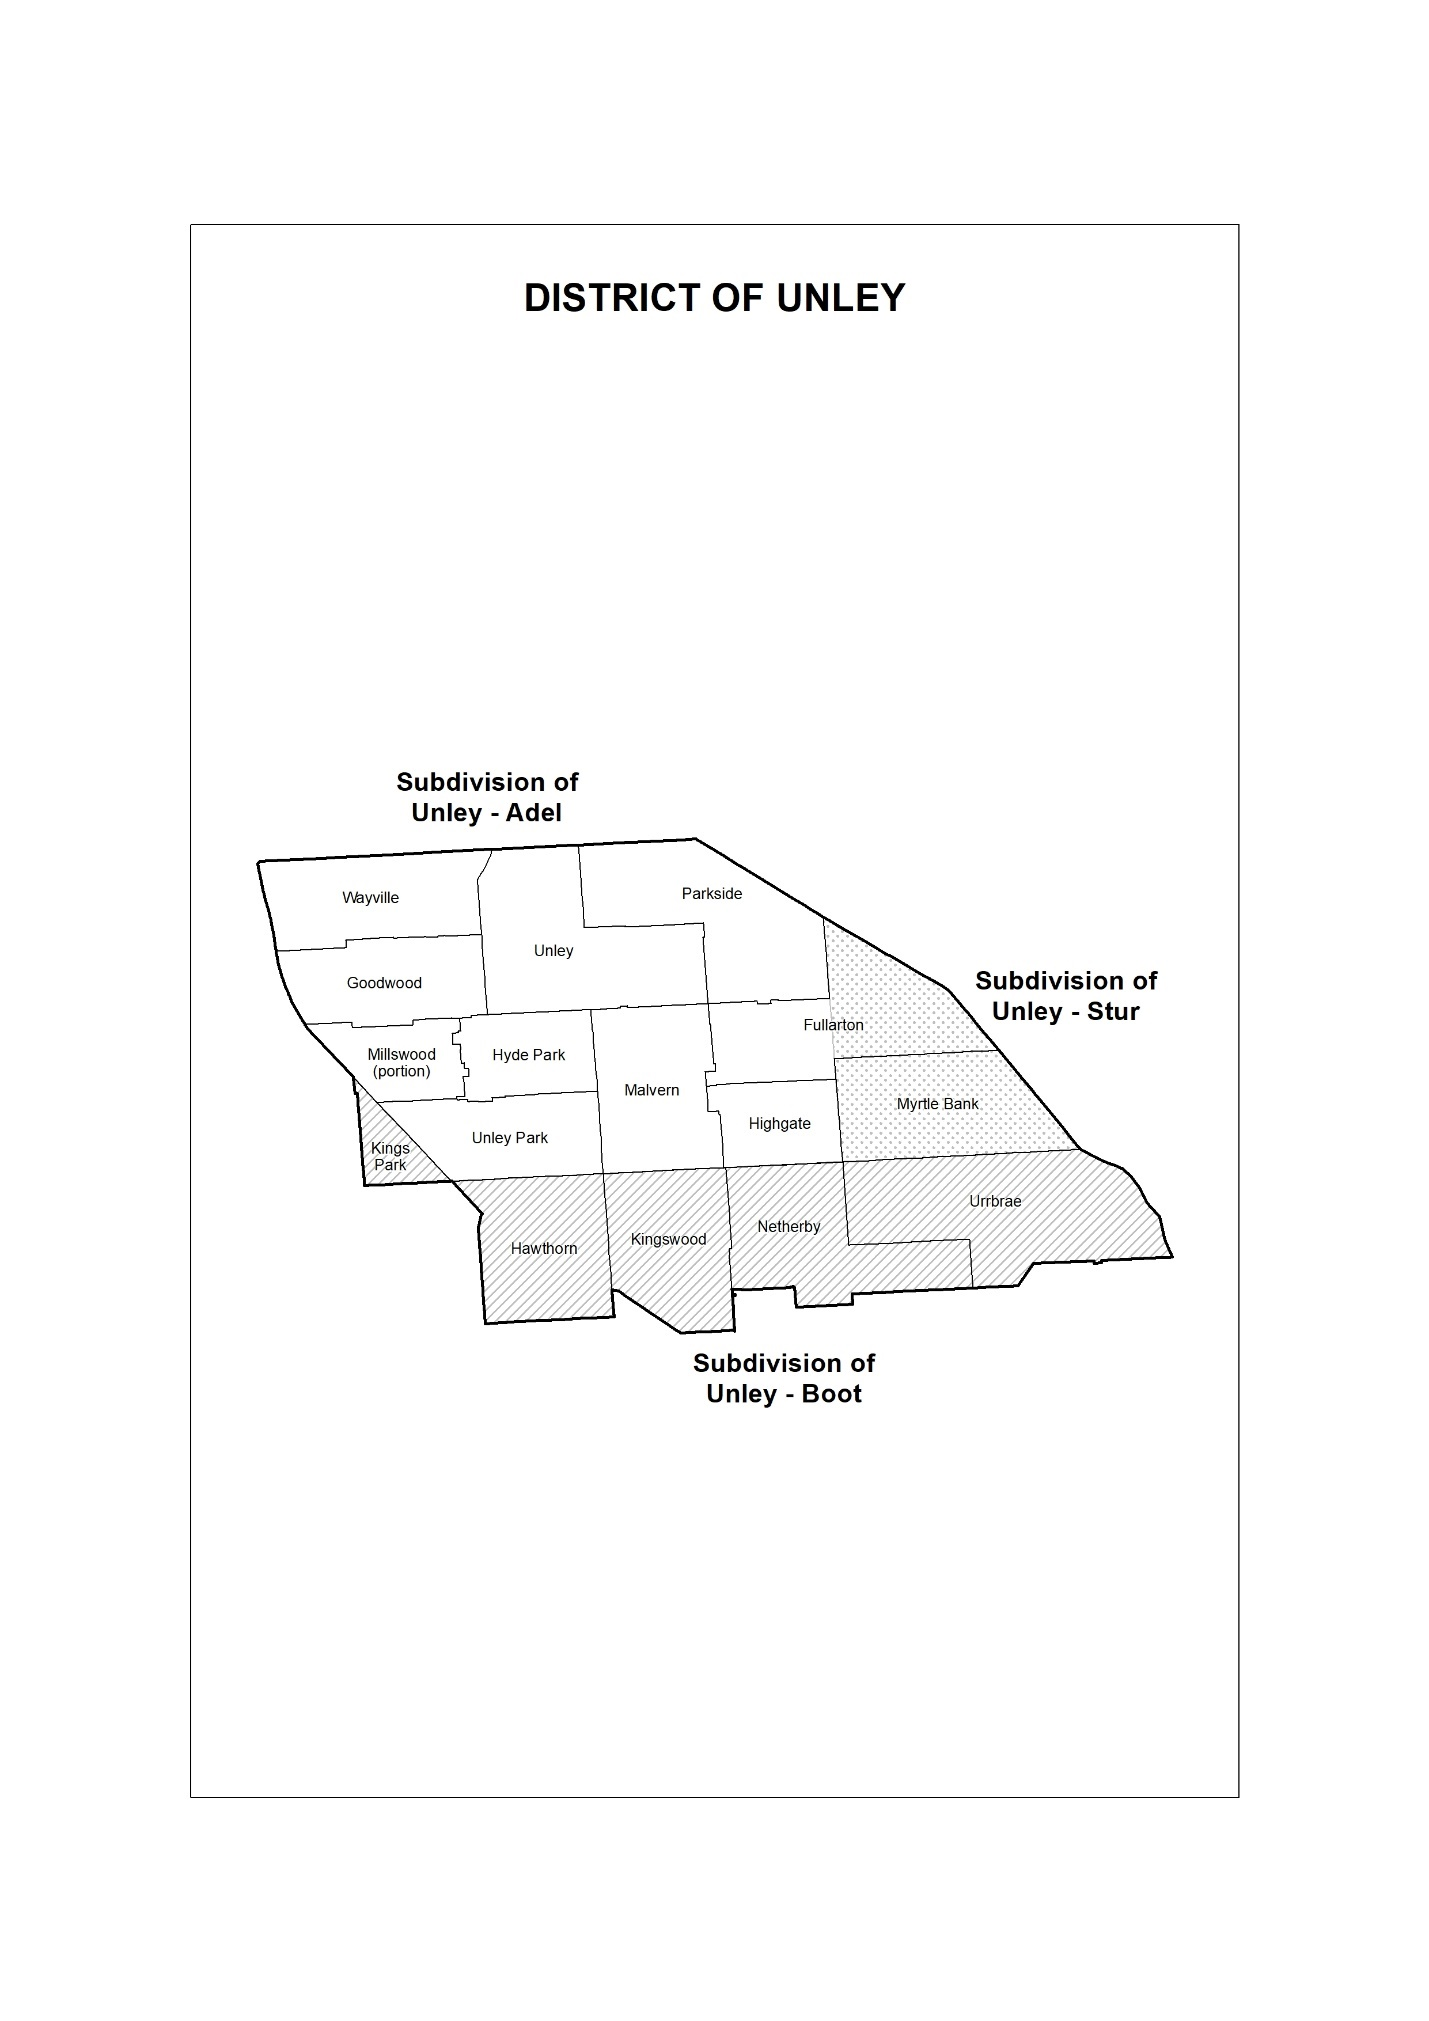 DISTRICT OF UNLEY
Subdivision of
Unley - Adel
Wayville
Parkside
Unley
Goodwood
Subdivision of
Unley - Stur
Fullarton
Millswood
(portion)
Hyde Park
Malvern
Myrtle Bank
Highgate
Unley Park
Kings
Park
Urrbrae
Netherby
Kingswood
Hawthorn
Subdivision of
Unley - Boot